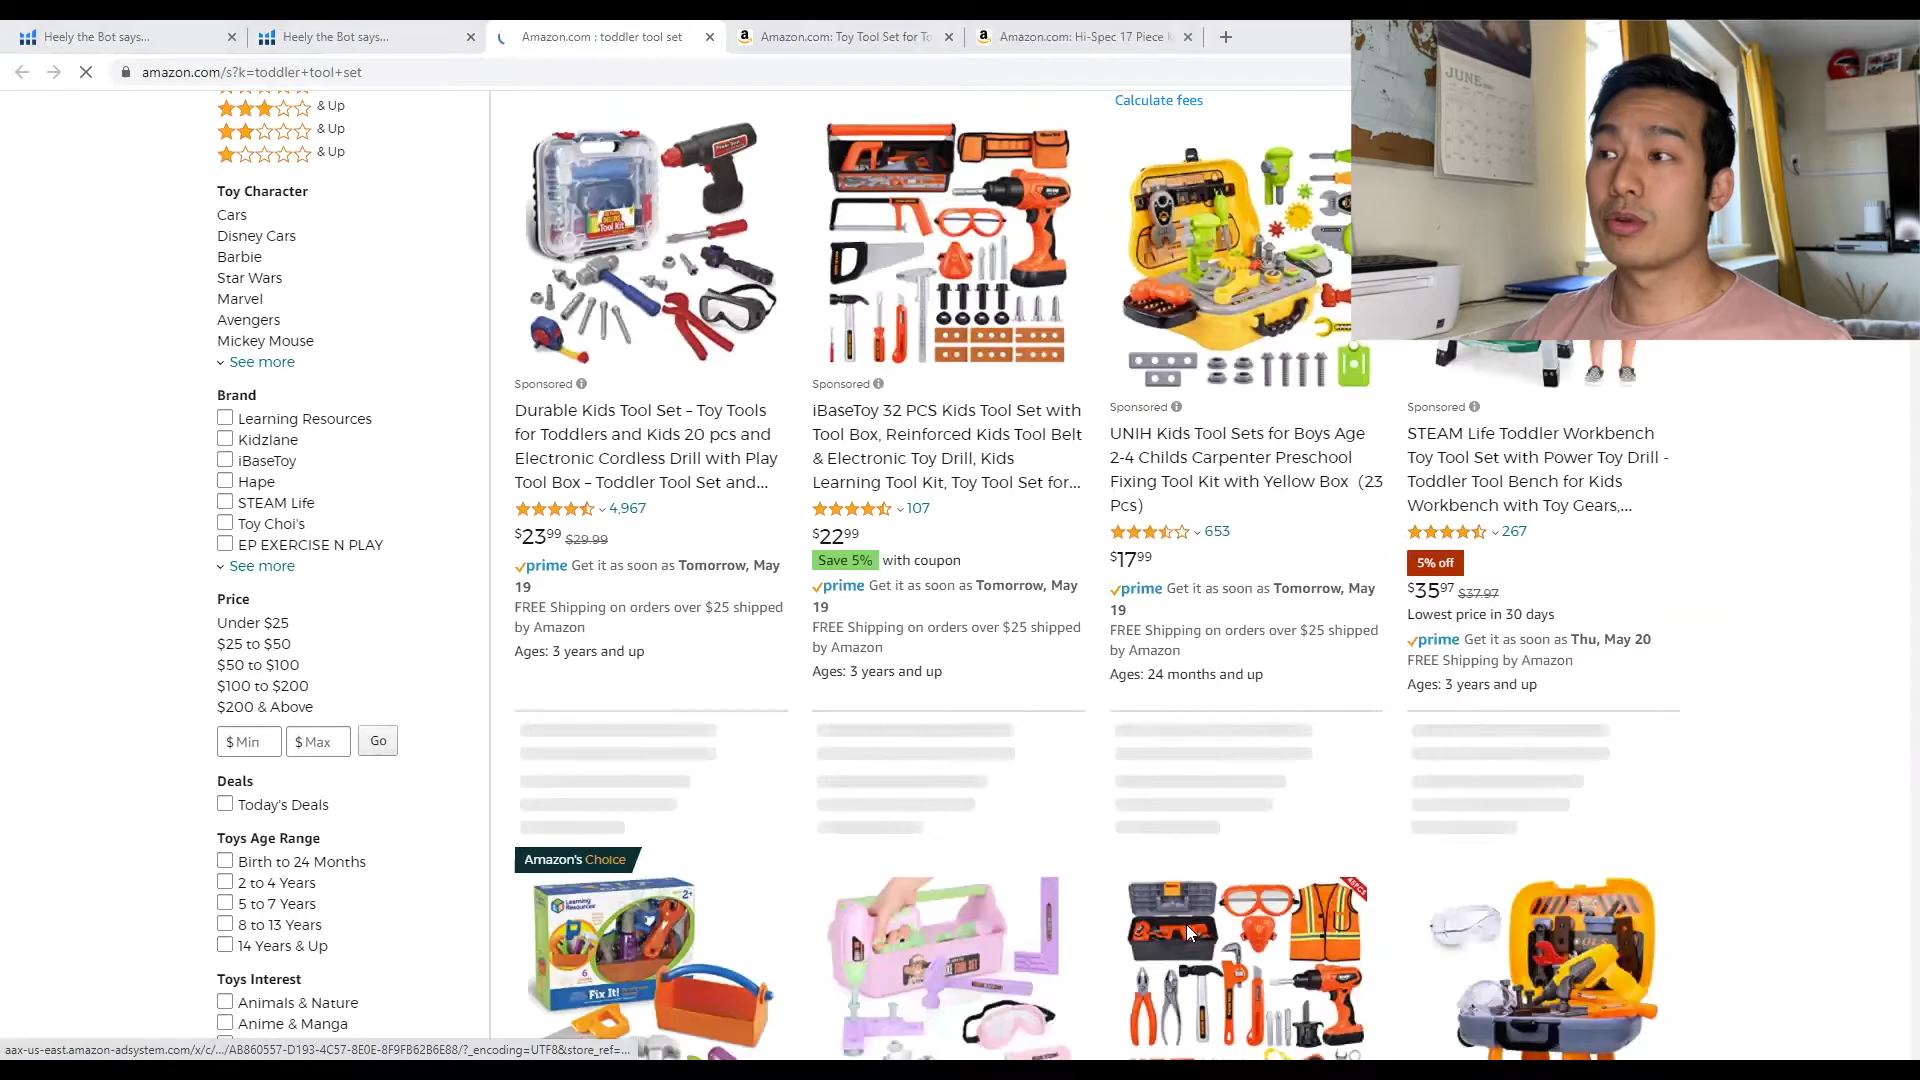 Heely the Bot says...
Heely the Bot says...
Amazon.com : toddler tool set
Amazon.com: Toy Tool Set for To
Amazon.com: Hi-Spec 17 Piece K
amazon.com/s?k=toddler+tool+set
JUNE
& Up
& Up
& Up
Toy Character
Cars
Disney Cars
Barbie
Star Wars
Marvel
Avengers
Mickey Mouse
See more
Brand
Learning Resources
Kidzlane
iBaseToy
Hape
STEAM Life
Toy Choi's
EP EXERCISE N PLAY
See more
Price
Under $25
$25 to $50
$50 to $100
$100 to $200
$200 & Above
$ Min
$ Max
Go
Deals
Today's Deals
Toys Age Range
Birth to 24 Months
2 to 4 Years
5 to 7 Years
8 to 13 Years
14 Years & Up
Toys Interest
Animals & Nature
Anime & Manga
Calculate fees
Tool Kit
Sponsored
Durable Kids Tool Set – Toy Tools
for Toddlers and Kids 20 pcs and
Electronic Cordless Drill with Play
Tool Box – Toddler Tool Set and...
4,967
$23.99 $29.99
prime Get it as soon as Tomorrow, May
19
FREE Shipping on orders over $25 shipped
by Amazon
Ages: 3 years and up
Sponsored
iBaseToy 32 PCS Kids Tool Set with
Tool Box, Reinforced Kids Tool Belt
& Electronic Toy Drill, Kids
Learning Tool Kit, Toy Tool Set for...
107
$22.99
Save 5% with coupon
prime Get it as soon as Tomorrow, May
19
FREE Shipping on orders over $25 shipped
by Amazon
Ages: 3 years and up
Sponsored
UNIH Kids Tool Sets for Boys Age
2-4 Childs Carpenter Preschool
Fixing Tool Kit with Yellow Box (23
Pcs)
653
$17.99
prime Get it as soon as Tomorrow, May
19
FREE Shipping on orders over $25 shipped
by Amazon
Ages: 24 months and up
Sponsored
STEAM Life Toddler Workbench
Toy Tool Set with Power Toy Drill -
Toddler Tool Bench for Kids
Workbench with Toy Gears,...
267
5% off
$35.97 $37.97
Lowest price in 30 days
prime Get it as soon as Thu, May 20
FREE Shipping by Amazon
Ages: 3 years and up
Amazon's Choice
Learning
Resources
2+
6
Fix It!
aax-us-east.amazon-adsystem.com/x/c/.../AB860557-D193-4C57-8E0E-8F9FB62B6E88/?_encoding=UTF8&store_ref=...